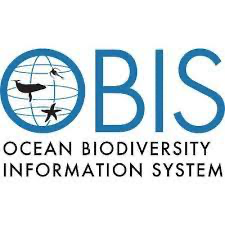 OBIS
OCEAN BIODIVERSITY
INFORMATION SYSTEM